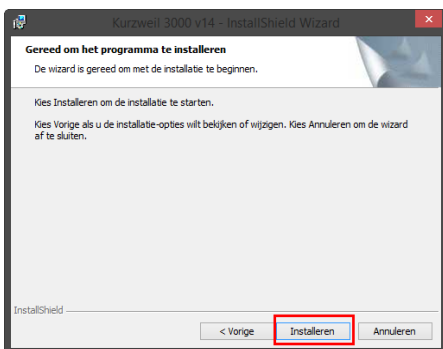 Kurzweil 3000 v14 - InstallShield Wizard
Gereed om het programma te installeren
De wizard is gereed om met de installatie te beginnen.
Kies Installeren om de installatie te starten.
Kies Vorige als u de installatie-opties wilt bekijken of wijzigen. Kies Annuleren om de wizard
af te sluiten.
InstallShield
< Vorige
Installeren
Annuleren